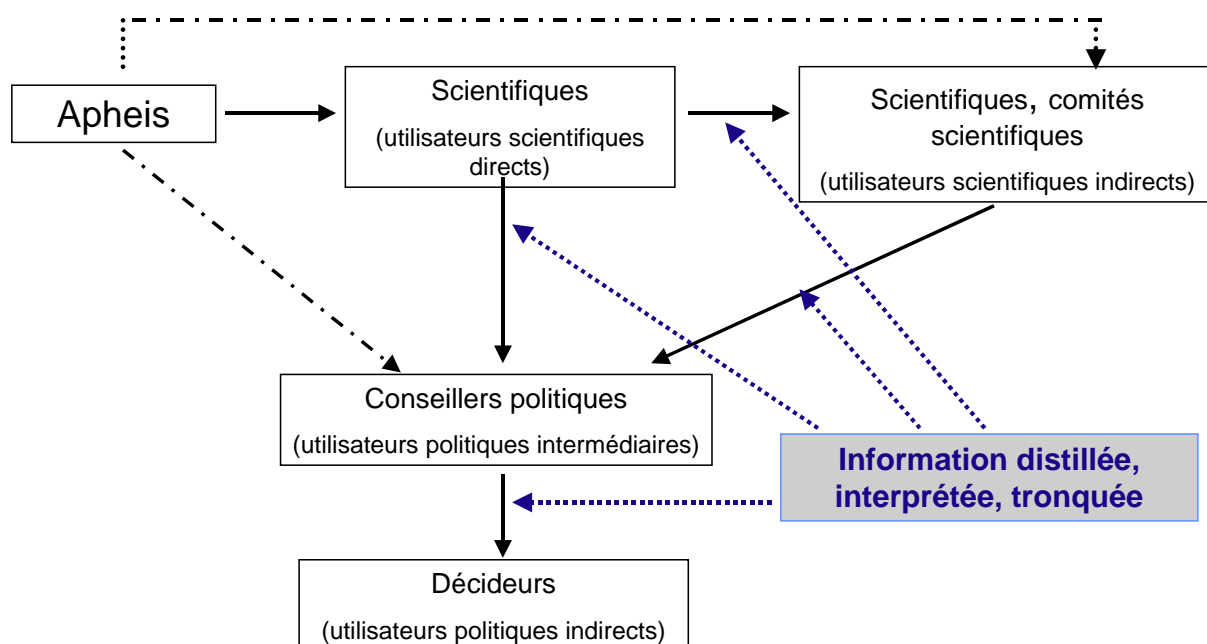 Apheis
Scientifiques
(utilisateurs scientifiques
directs)
Scientifiques, comités
scientifiques
(utilisateurs scientifiques indirects)
Conseillers politiques
(utilisateurs politiques intermédiaires)
Information distillée,
interprétée, tronquée
Décideurs
(utilisateurs politiques indirects)